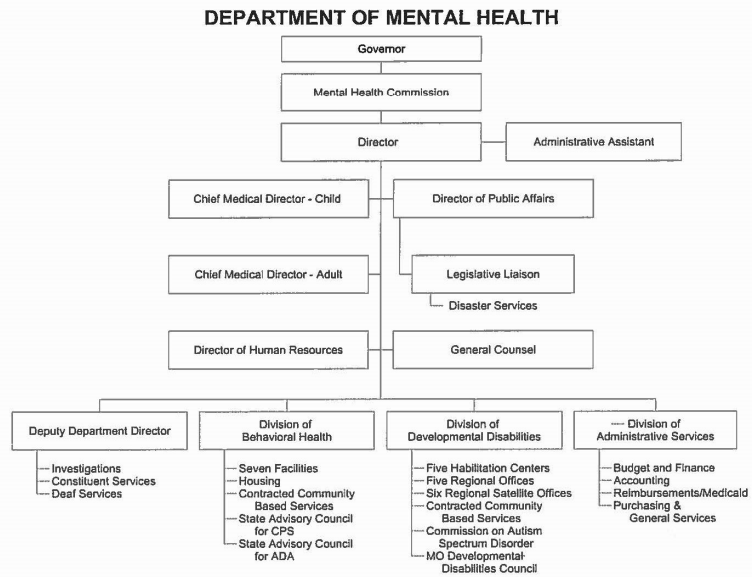 DEPARTMENT OF MENTAL HEALTH
Governor
Mental Health Commission
Director
Administrative Assistant
Chief Medical Director - Child
Director of Public Affairs
Chief Medical Director - Adult
Legislative Liaison
Disaster Services
Director of Human Resources
General Counsel
Deputy Department Director
Investigations
Constituent Services
Deaf Services
Division of
Behavioral Health
Seven Facilities
Housing
Contracted Community
Based Services
State Advisory Council
for CPS
State Advisory Council
for ADA
Division of
Developmental Disabilities
Five Habilitation Centers
Five Regional Offices
Six Regional Satellite Offices
Contracted Community
Based Services
Commission on Autism
Spectrum Disorder
MO Developmental
Disabilities Council
Division of
Administrative Services
Budget and Finance
Accounting
Reimbursements/Medicaid
Purchasing &
General Services